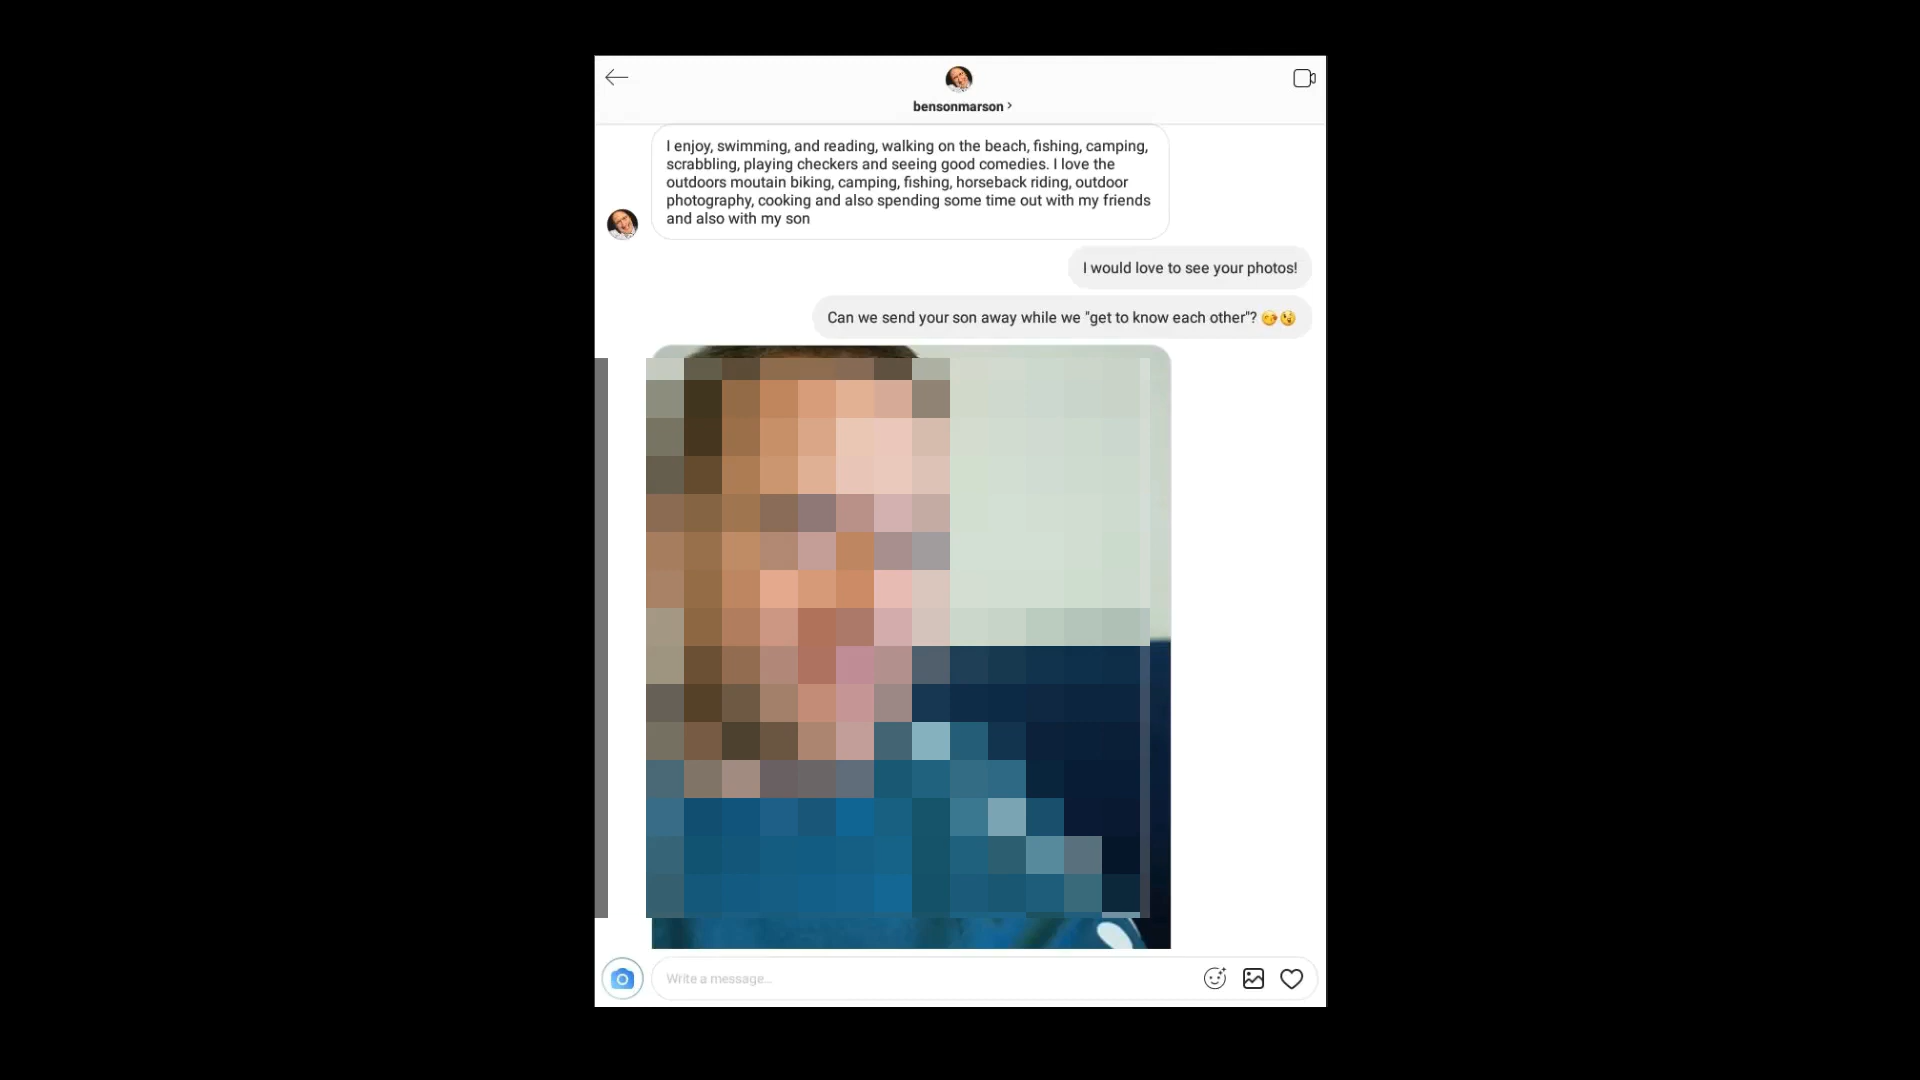 bensonmarson
I enjoy, swimming, and reading, walking on the beach, fishing, camping,
scrabbling, playing checkers and seeing good comedies. I love the
outdoors moutain biking, camping, fishing, horseback riding, outdoor
photography, cooking and also spending some time out with my friends
and also with my son
I would love to see your photos!
Can we send your son away while we "get to know each other"? 🥴😉
Write a message...